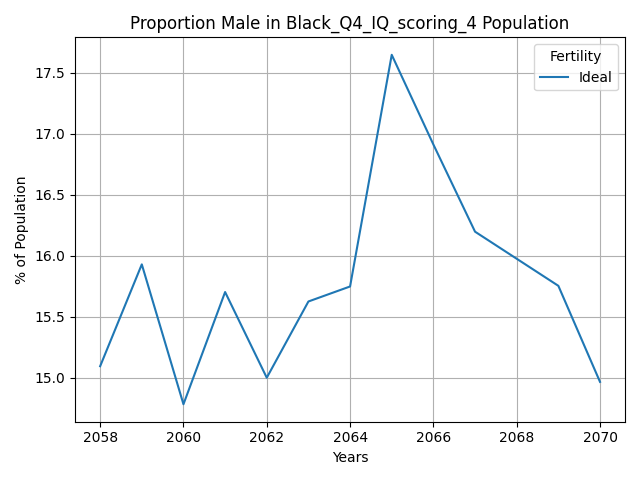 Proportion Male in Black_Q4_IQ_scoring_4 Population
Fertility
Ideal
% of Population
17.5
17.0
16.5
16.0
15.5
15.0
2058 2060 2062 2064 2066 2068 2070
Years